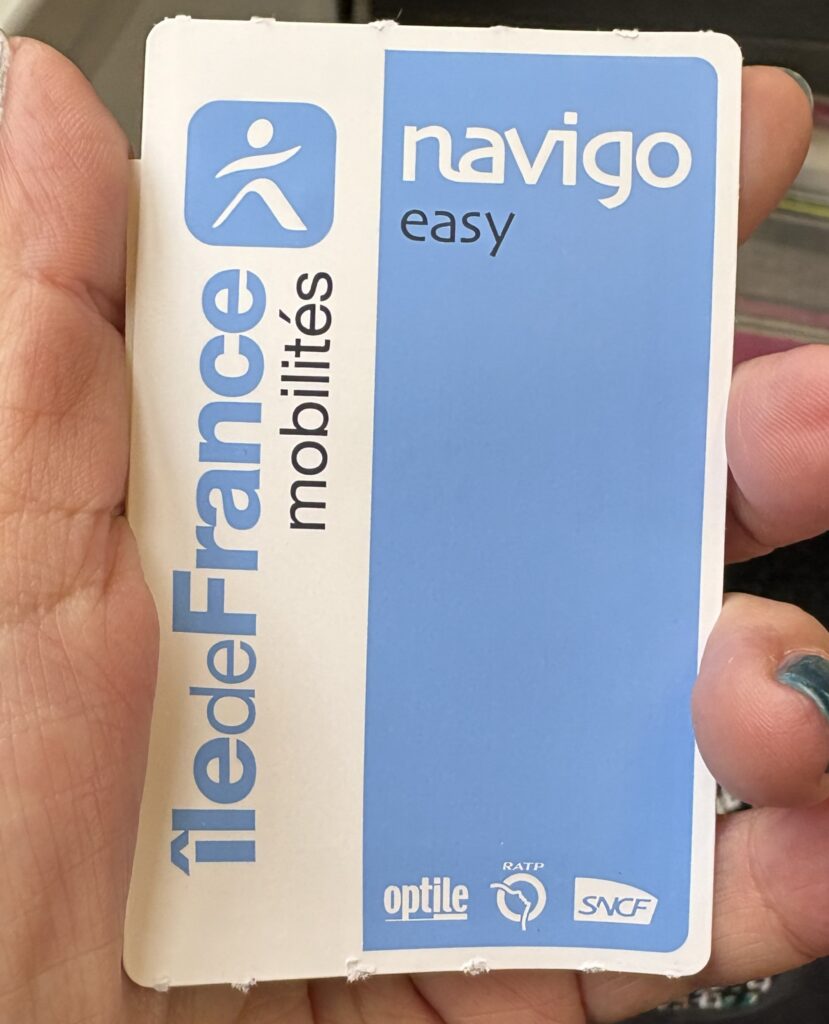 îledeFrance
mobilités
navigo
easy
optile
RATP
SNCF